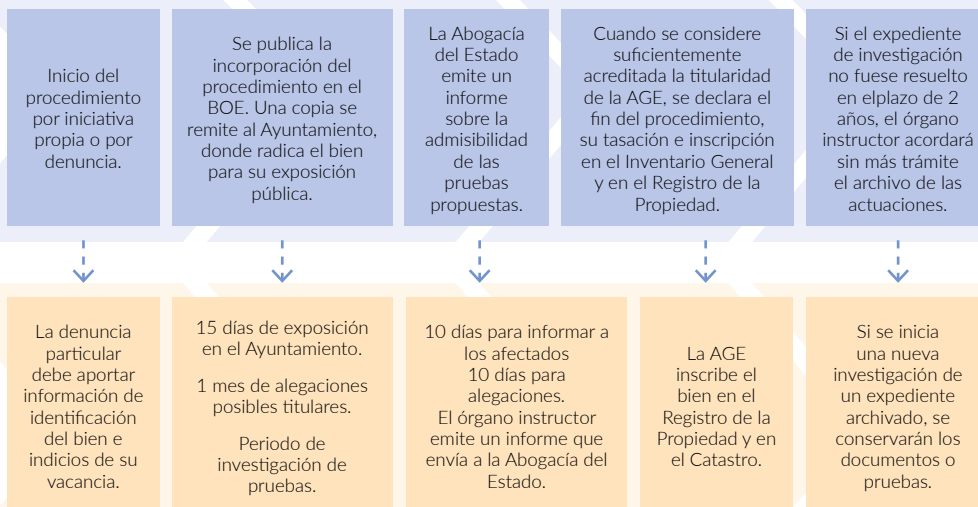 Inicio del
procedimiento
por iniciativa
propia o por
denuncia.
Se publica la
incorporación del
procedimiento en el
BOE. Una copia se
remite al Ayuntamiento,
donde radica el bien
para su exposición
pública.
La Abogacía
del Estado
emite un
informe
sobre la
admisibilidad
de las
pruebas
propuestas.
Cuando se considere
suficientemente
acreditada la titularidad
de la AGE, se declara el
fin del procedimiento,
su tasación e inscripción
en el Inventario General
y en el Registro de la
Propiedad.
Si el expediente
de investigación
no fuese resuelto
en elplazo de 2
años, el órgano
instructor acordará
sin más trámite
el archivo de las
actuaciones.
La denuncia
particular
debe aportar
información de
identificación
del bien e
indicios de su
vacancia.
15 días de exposición
en el Ayuntamiento.
1 mes de alegaciones
posibles titulares.
Periodo de
investigación de
pruebas.
10 días para informar a
los afectados
10 días para
alegaciones.
El órgano instructor
emite un informe que
envía a la Abogacía del
Estado.
La AGE
inscribe el
bien en el
Registro de la
Propiedad y en
el Catastro.
Si se inicia
una nueva
investigación de
un expediente
archivado, se
conservarán los
documentos o
pruebas.